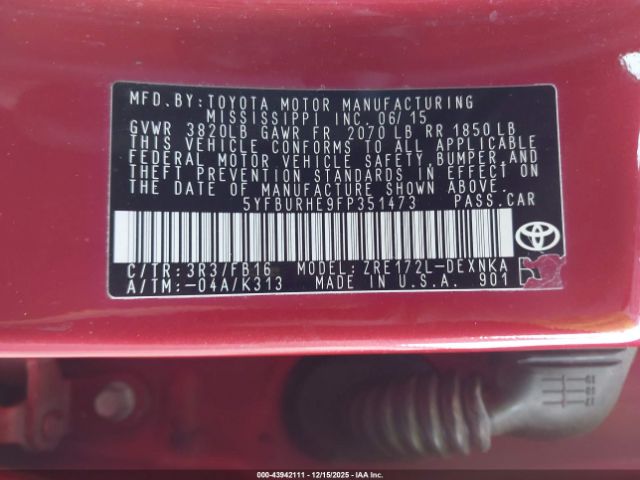 MFD.BY:TOYOTA MOTOR MANUFACTURING
MISSISSIPPI INC.06/15
GVWR 3820LB GAWR FR 2070 LB RR 1850LB
THIS VEHICLE CONFORMS TO ALL APPLICABLE
FEDERAL MOTOR VEHICLE SAFETY,BUMPER,AND
THEFT PREVENTION STANDARDS IN EFFECT ON
THE DATE OF MANUFACTURE SHOWN ABOVE.
5YFBURHE9FP351473 PASS.CAR
C/TR:3R3/FB16 MODEL:ZRE172L-DEXNKA
A/TM:-04A/K313 MADE IN U.S.A. 901
TOYOTA
000-43942111 - 12/15/2025 - IAA Inc.